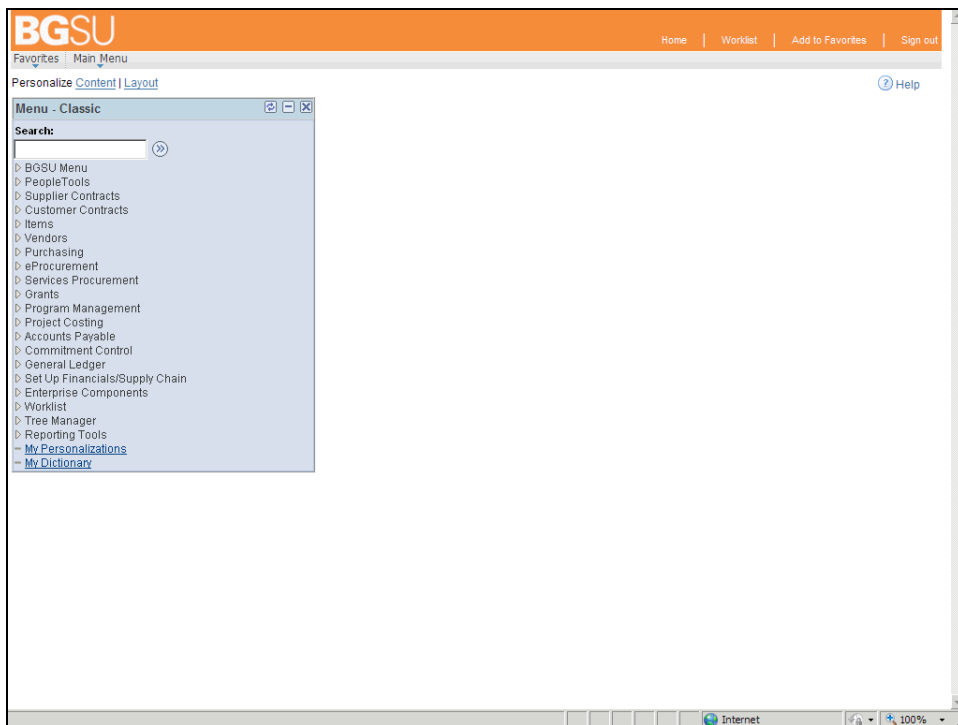 BGSU
Home | Worklist | Add to Favorites | Sign out
Favorites Main Menu
Personalize Content | Layout
? Help
Menu - Classic
Search:
BGSU Menu
PeopleTools
Supplier Contracts
Customer Contracts
Items
Vendors
Purchasing
eProcurement
Services Procurement
Grants
Program Management
Project Costing
Accounts Payable
Commitment Control
General Ledger
Set Up Financials/Supply Chain
Enterprise Components
Worklist
Tree Manager
Reporting Tools
My Personalizations
My Dictionary
Internet
100%